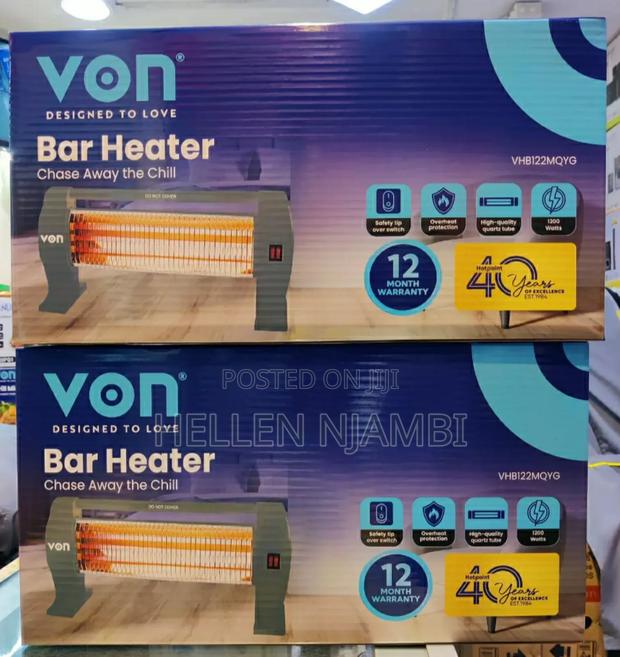 von®
DESIGNED TO LOVE
Bar Heater
Chase Away the Chill
VHB122MQYG
DO NOT COVER
von
Safety tip over switch
Overheat protection
High-quality quartz tube
1200 Watts
12
MONTH
WARRANTY
Hotpoint
40 Years
OF EXCELLENCE
EST.1984
von®
DESIGNED TO LOVE
POSTED ON JIJI
HELLEN NJAMBI
Bar Heater
Chase Away the Chill
VHB122MQYG
DO NOT COVER
von
Safety tip over switch
Overheat protection
High-quality quartz tube
1200 Watts
12
MONTH
WARRANTY
Hotpoint
40 Years
OF EXCELLENCE
EST.1984